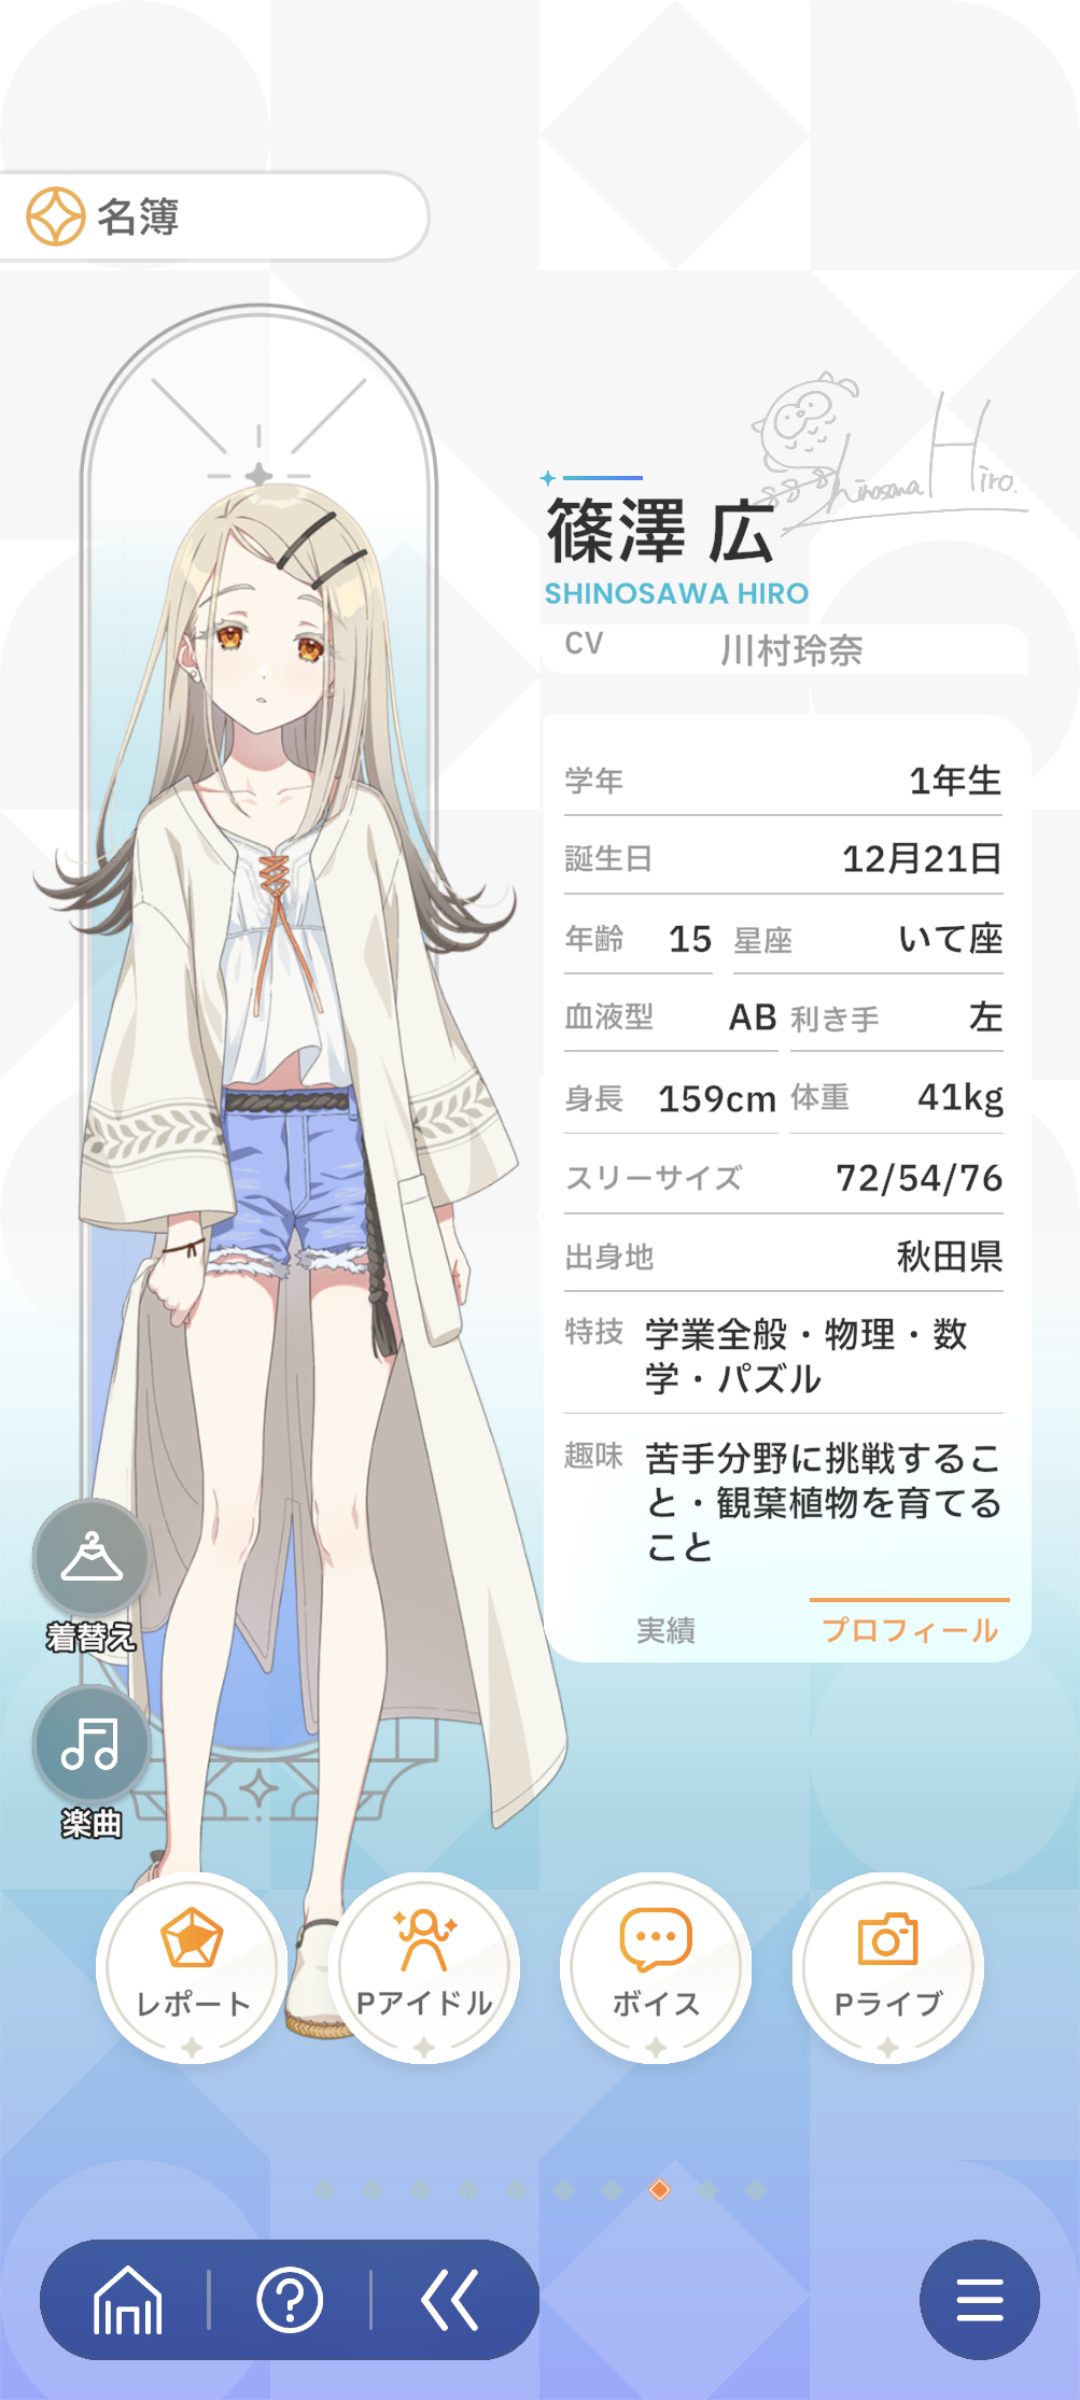 名簿
Shinosawa Hiro.
篠澤 広
SHINOSAWA HIRO
CV 川村玲奈
学年 1年生
誕生日 12月21日
年齢 15 星座 いて座
血液型 AB 利き手 左
身長 159cm 体重 41kg
スリーサイズ 72/54/76
出身地 秋田県
特技 学業全般・物理・数
学・パズル
趣味 苦手分野に挑戦するこ
と・観葉植物を育てる
こと
実績 プロフィール
着替え
楽曲
レポート Pアイドル ボイス Pライブ